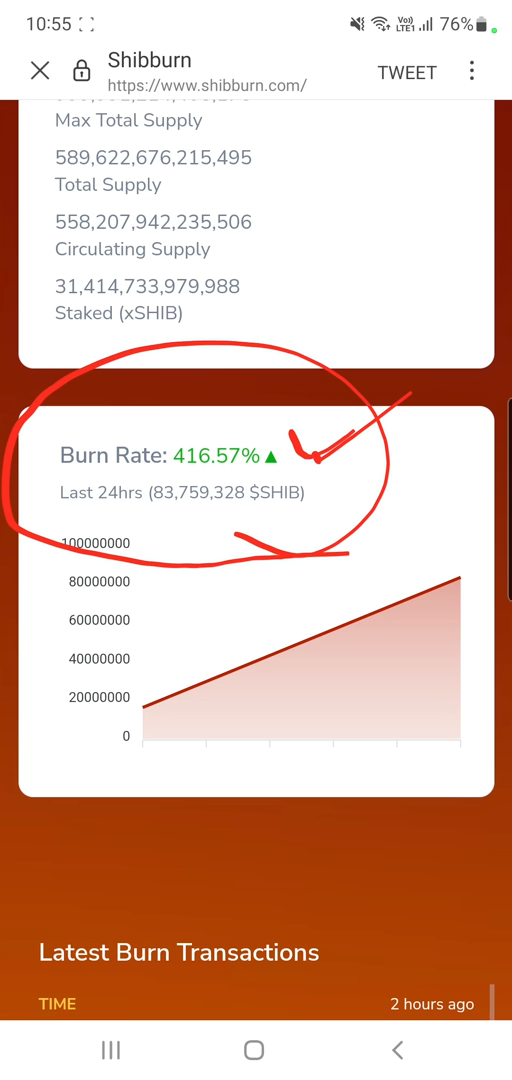 10:55
Vo))
LTE1
76%
Shibburn
https://www.shibburn.com/
TWEET
Max Total Supply
589,622,676,215,495
Total Supply
558,207,942,235,506
Circulating Supply
31,414,733,979,988
Staked (xSHIB)
Burn Rate: 416.57% ▲
Last 24hrs (83,759,328 $SHIB)
100000000
80000000
60000000
40000000
20000000
0
Latest Burn Transactions
TIME
2 hours ago